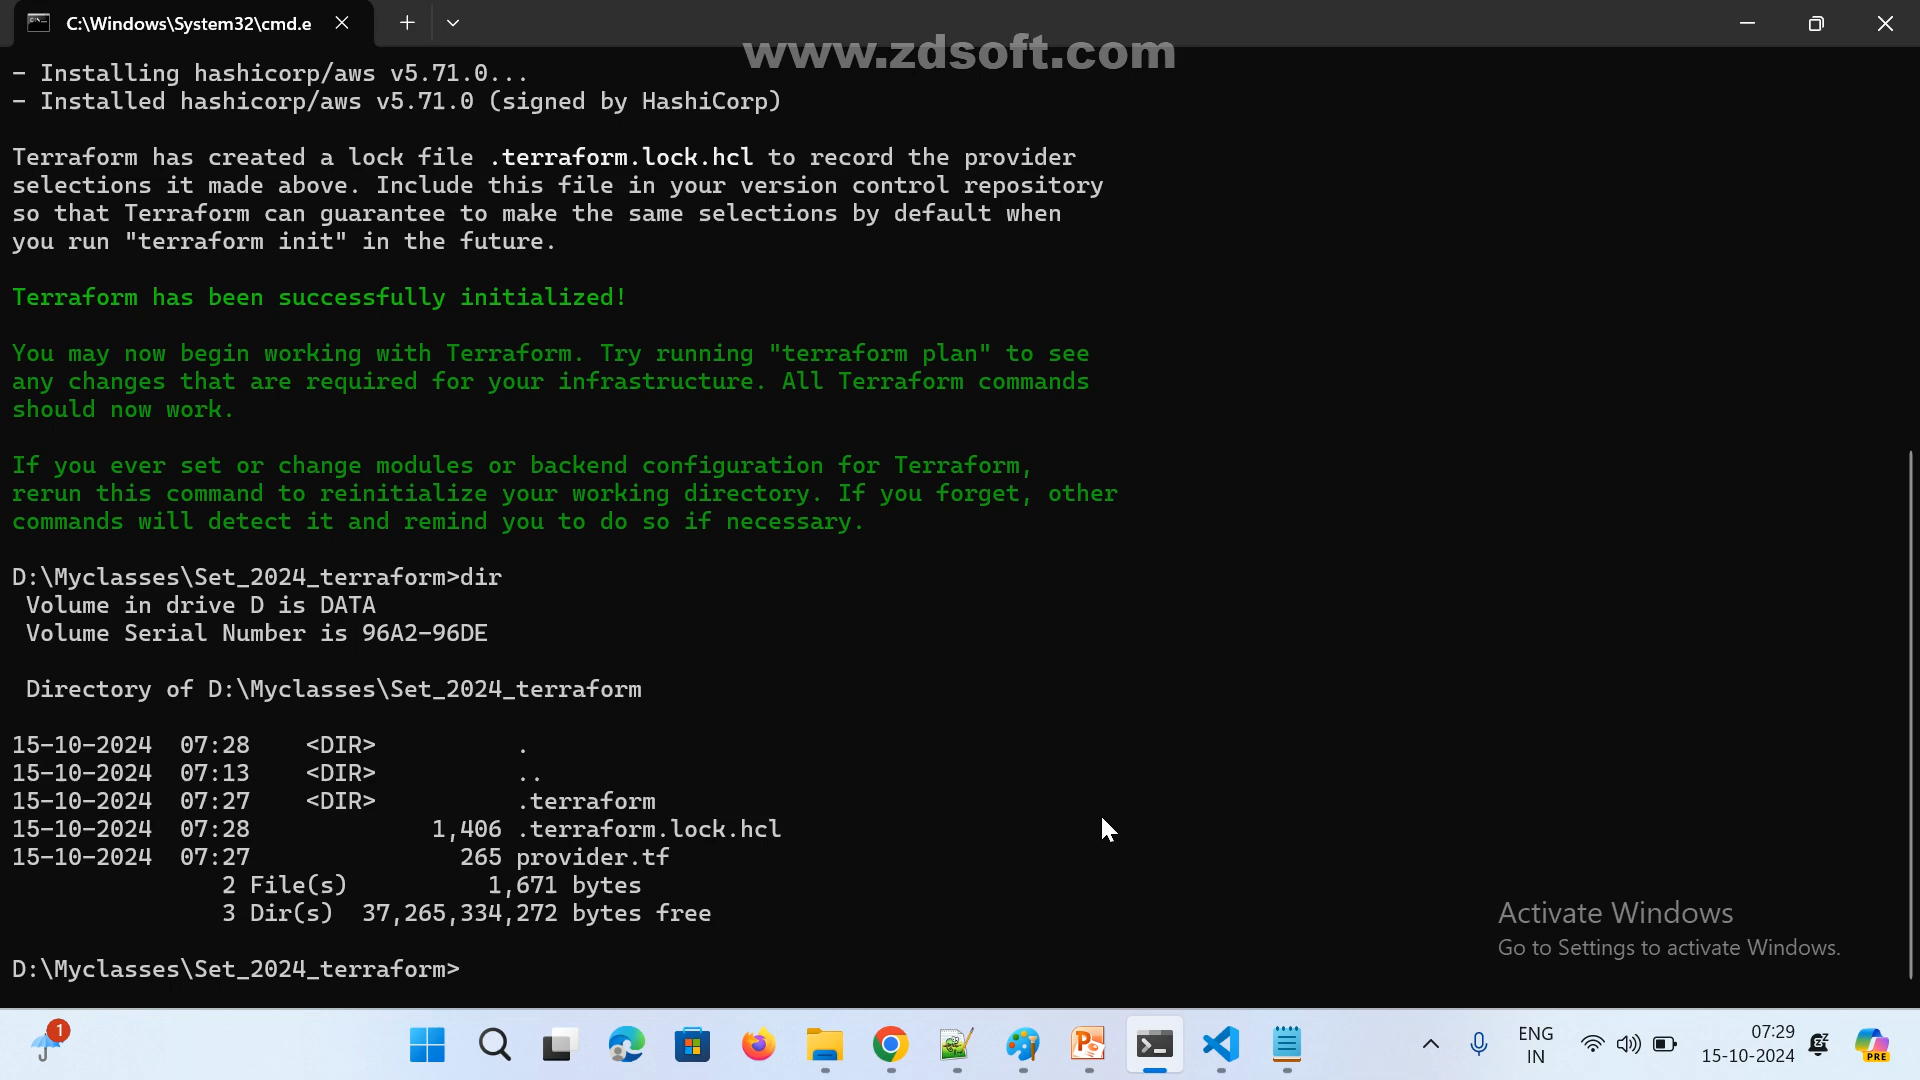 C:\Windows\System32\cmd.e
www.zdsoft.com
- Installing hashicorp/aws v5.71.0...
- Installed hashicorp/aws v5.71.0 (signed by HashiCorp)
Terraform has created a lock file .terraform.lock.hcl to record the provider
selections it made above. Include this file in your version control repository
so that Terraform can guarantee to make the same selections by default when
you run "terraform init" in the future.
Terraform has been successfully initialized!
You may now begin working with Terraform. Try running "terraform plan" to see
any changes that are required for your infrastructure. All Terraform commands
should now work.
If you ever set or change modules or backend configuration for Terraform,
rerun this command to reinitialize your working directory. If you forget, other
commands will detect it and remind you to do so if necessary.
D:\Myclasses\Set_2024_terraform>dir
Volume in drive D is DATA
Volume Serial Number is 96A2-96DE
Directory of D:\Myclasses\Set_2024_terraform
15-10-2024 07:28 <DIR> .
15-10-2024 07:13 <DIR> ..
15-10-2024 07:27 <DIR> .terraform
15-10-2024 07:28 1,406 .terraform.lock.hcl
15-10-2024 07:27 265 provider.tf
2 File(s) 1,671 bytes
3 Dir(s) 37,265,334,272 bytes free
D:\Myclasses\Set_2024_terraform>
Activate Windows
Go to Settings to activate Windows.
1
ENG
IN
07:29
15-10-2024
PRE